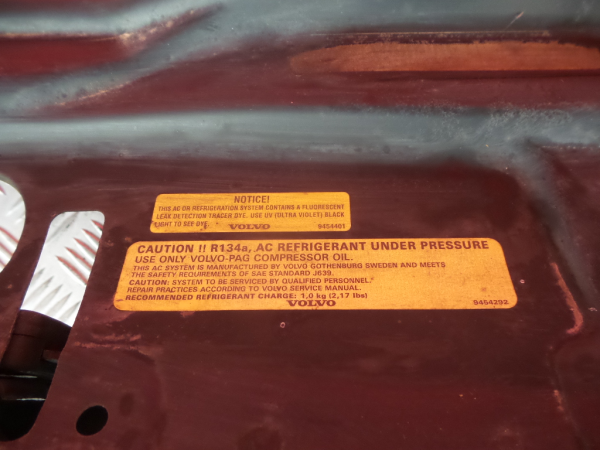 NOTICE!
THIS AC ON REFRIGERATION SYSTEM CONTAINS A FLUORESCENT
LEAK DETECTION TRACER DYE. USE UV (OLTRA VIOLET) BLACK
LIGHT TO SEE DYE. VOLVO 9454401
CAUTION !! R134a, AC REFRIGERANT UNDER PRESSURE
USE ONLY VOLVO-PAG COMPRESSOR OIL.
THIS AC SYSTEM IS MANUFACTURED BY VOLVO GOTHENBURG SWEDEN AND MEETS
THE SAFETY REQUIREMENTS OF SAE STANDARD J639.
CAUTION: SYSTEM TO BE SERVICED BY QUALIFIED PERSONNEL.
REPAIR PRACTICES ACCORDING TO VOLVO SERVICE MANUAL.
RECOMMENDED REFRIGERANT CHARGE: 1,0 kg (2,17 lbs)
VOLVO 9454292